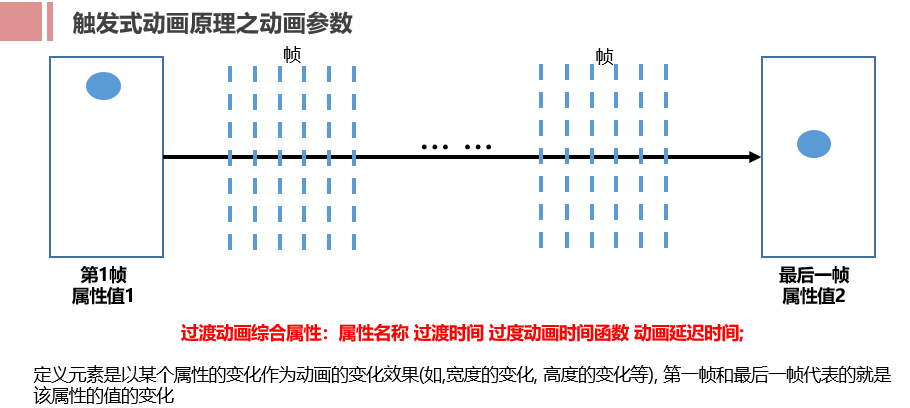 触发式动画原理之动画参数
帧
帧
… …
第1帧
属性值1
最后一帧
属性值2
过渡动画综合属性：属性名称 过渡时间 过度动画时间函数 动画延迟时间;
定义元素是以某个属性的变化作为动画的变化效果(如,宽度的变化, 高度的变化等), 第一帧和最后一帧代表的就是
该属性的值的变化